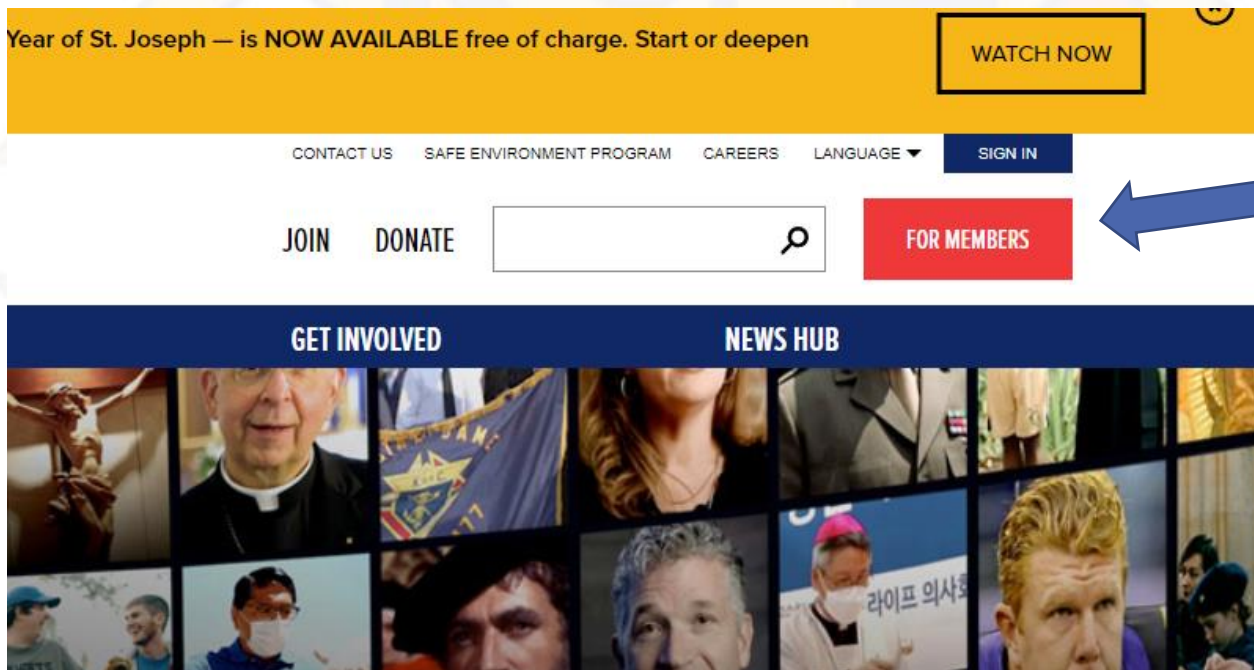 Year of St. Joseph — is NOW AVAILABLE free of charge. Start or deepen
WATCH NOW
CONTACT US SAFE ENVIRONMENT PROGRAM CAREERS LANGUAGE SIGN IN
JOIN DONATE FOR MEMBERS
GET INVOLVED NEWS HUB
라이프 의사회